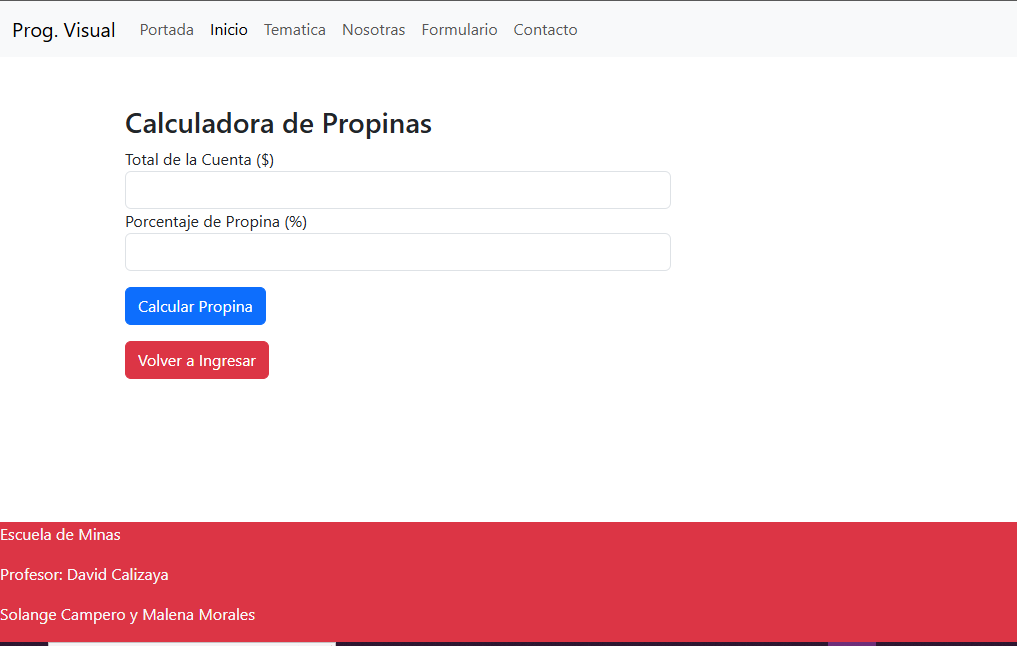 Prog. Visual Portada Inicio Tematica Nosotras Formulario Contacto
Calculadora de Propinas
Total de la Cuenta ($)
Porcentaje de Propina (%)
Calcular Propina
Volver a Ingresar
Escuela de Minas
Profesor: David Calizaya
Solange Campero y Malena Morales